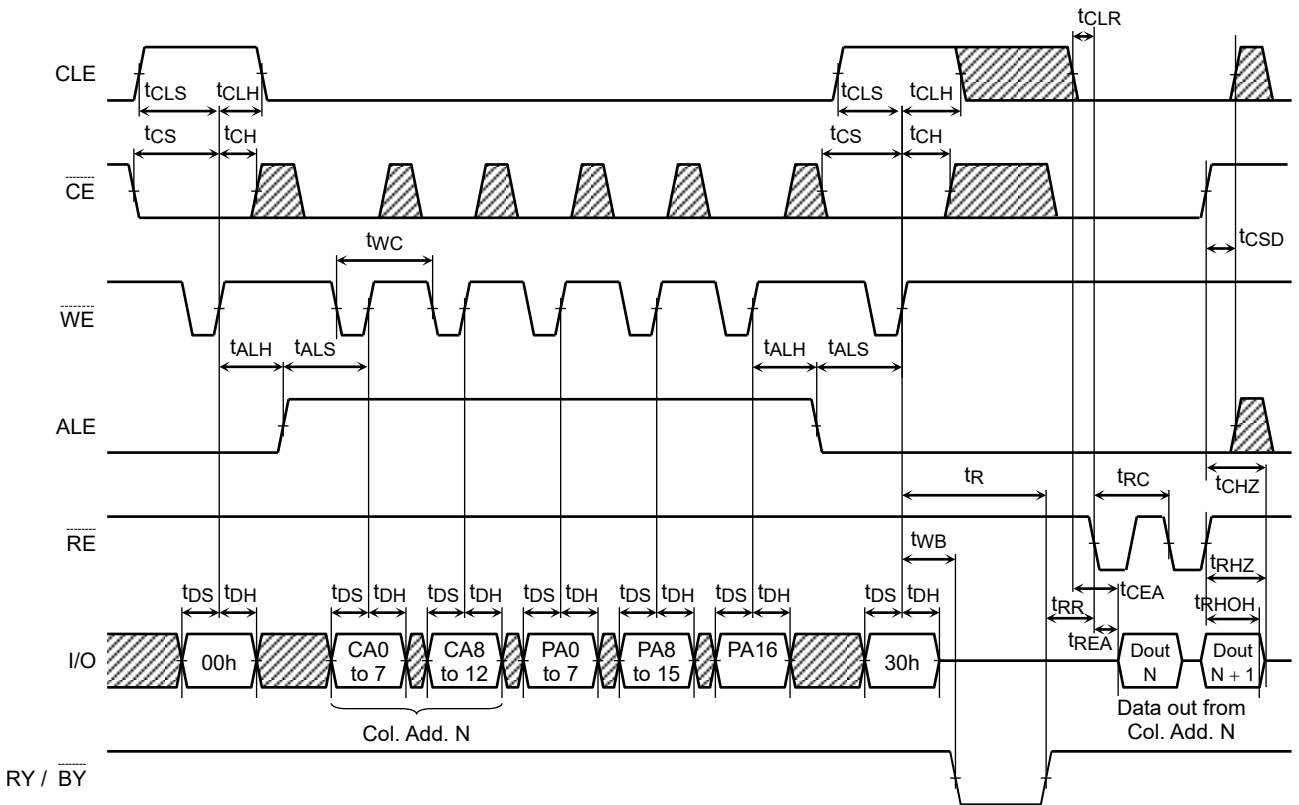 tCLR
CLE
tCLS tCLH tCLS tCLH
tCS tCH tCS tCH
CE
tCSD
tWC
WE
tALH tALS tALH tALS
ALE
tR tRC tCHZ
RE
tWB tRHZ
tDS tDH tDS tDH tDS tDH tDS tDH tDS tDH tDS tDH tDS tDH tCEA
tRR tRHOH
tREA
I/O
00h
CA0
to 7
CA8
to 12
PA0
to 7
PA8
to 15
PA16
30h
Dout
N
Dout
N + 1
Col. Add. N
Data out from
Col. Add. N
RY / BY